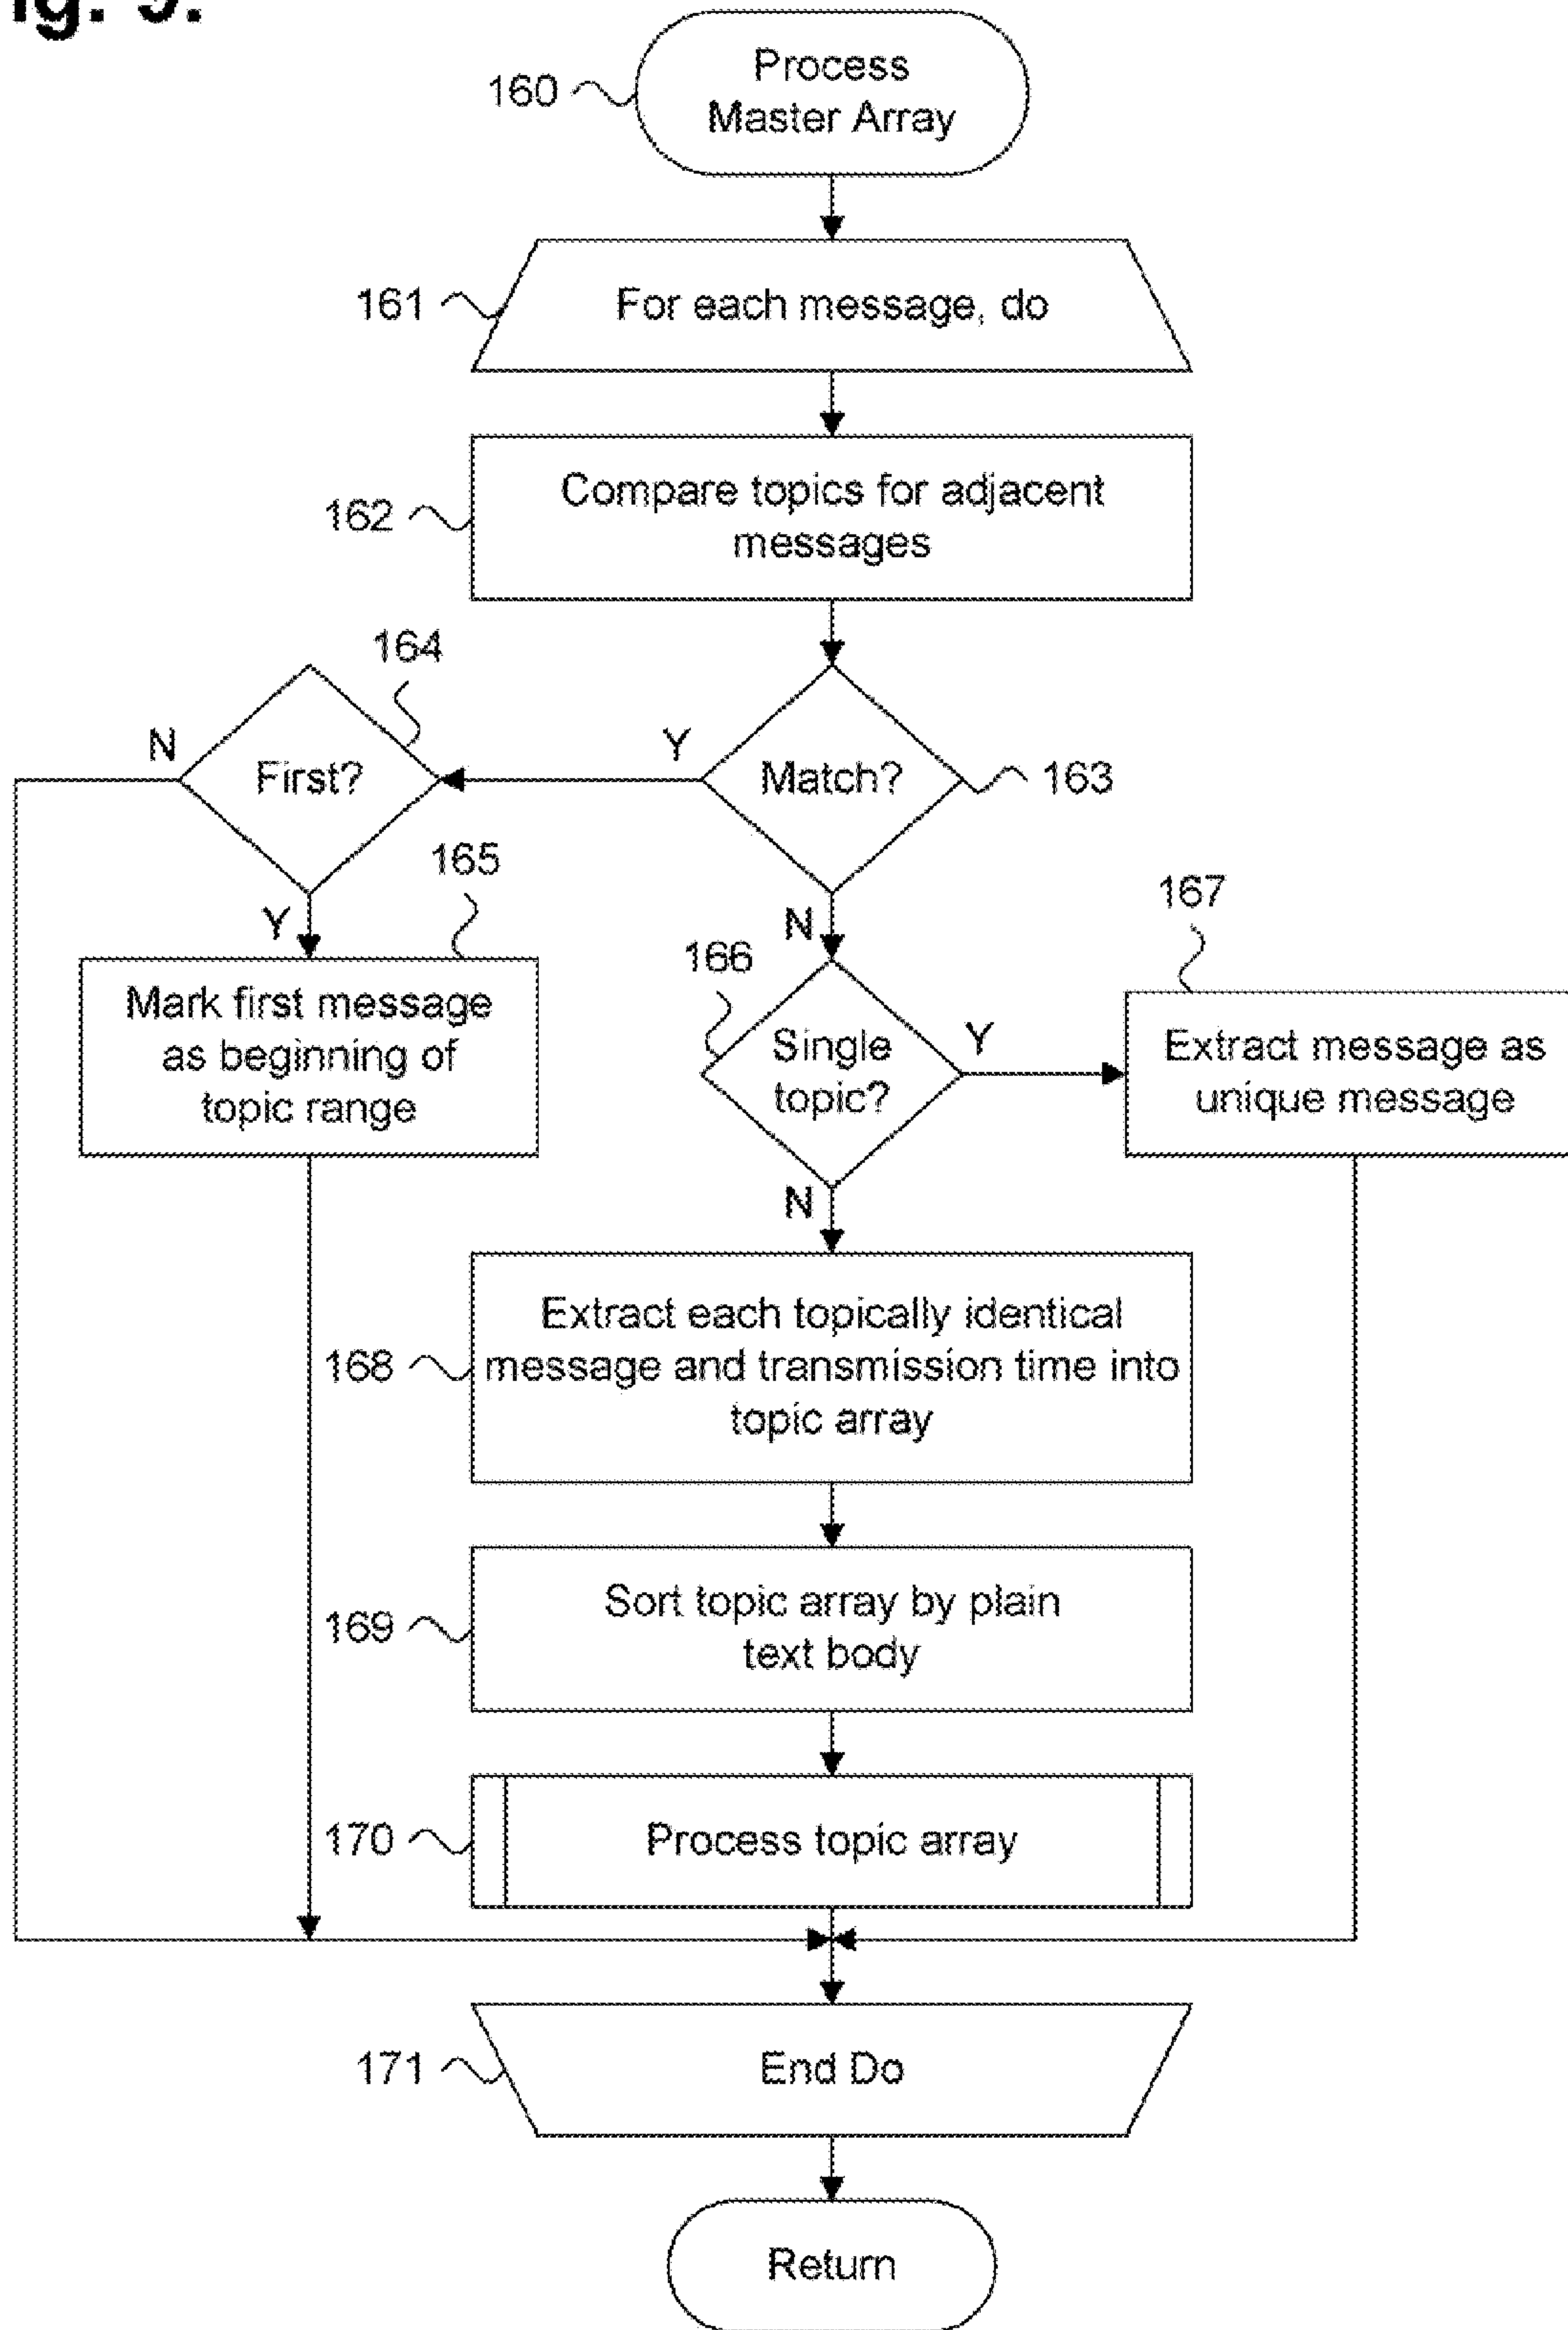 ig. 9.
160
Process
Master Array
161
For each message, do
162
Compare topics for adjacent
messages
164
N
First?
Y
Match?
163
165
Y
Mark first message
as beginning of
topic range
N
166
Single
topic?
Y
167
Extract message as
unique message
N
168
Extract each topically identical
message and transmission time into
topic array
169
Sort topic array by plain
text body
170
Process topic array
171
End Do
Return